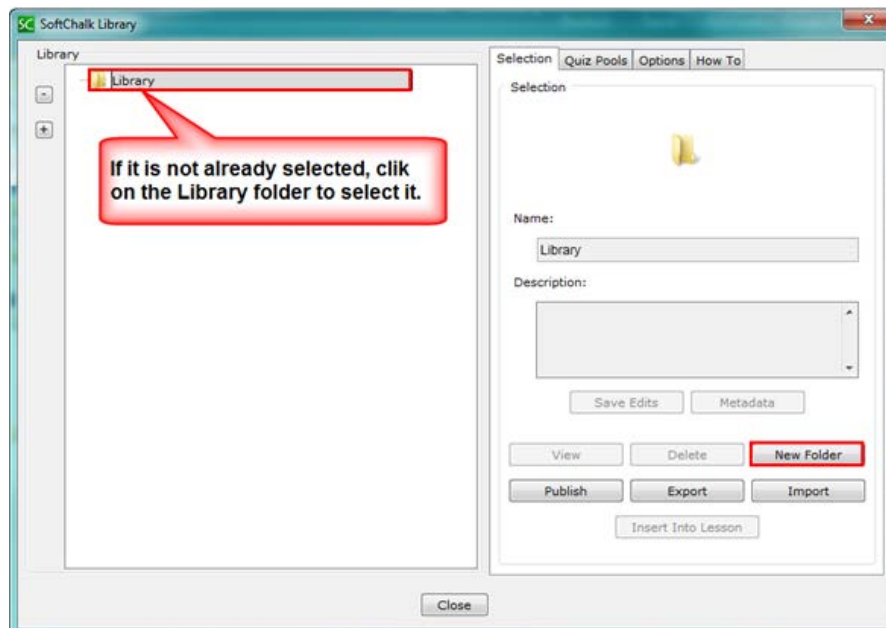 SC SoftChalk Library
Library
Library
-
+
If it is not already selected, clik
on the Library folder to select it.
Selection Quiz Pools Options How To
Selection
Name:
Library
Description:
Save Edits Metadata
View Delete New Folder
Publish Export Import
Insert Into Lesson
Close